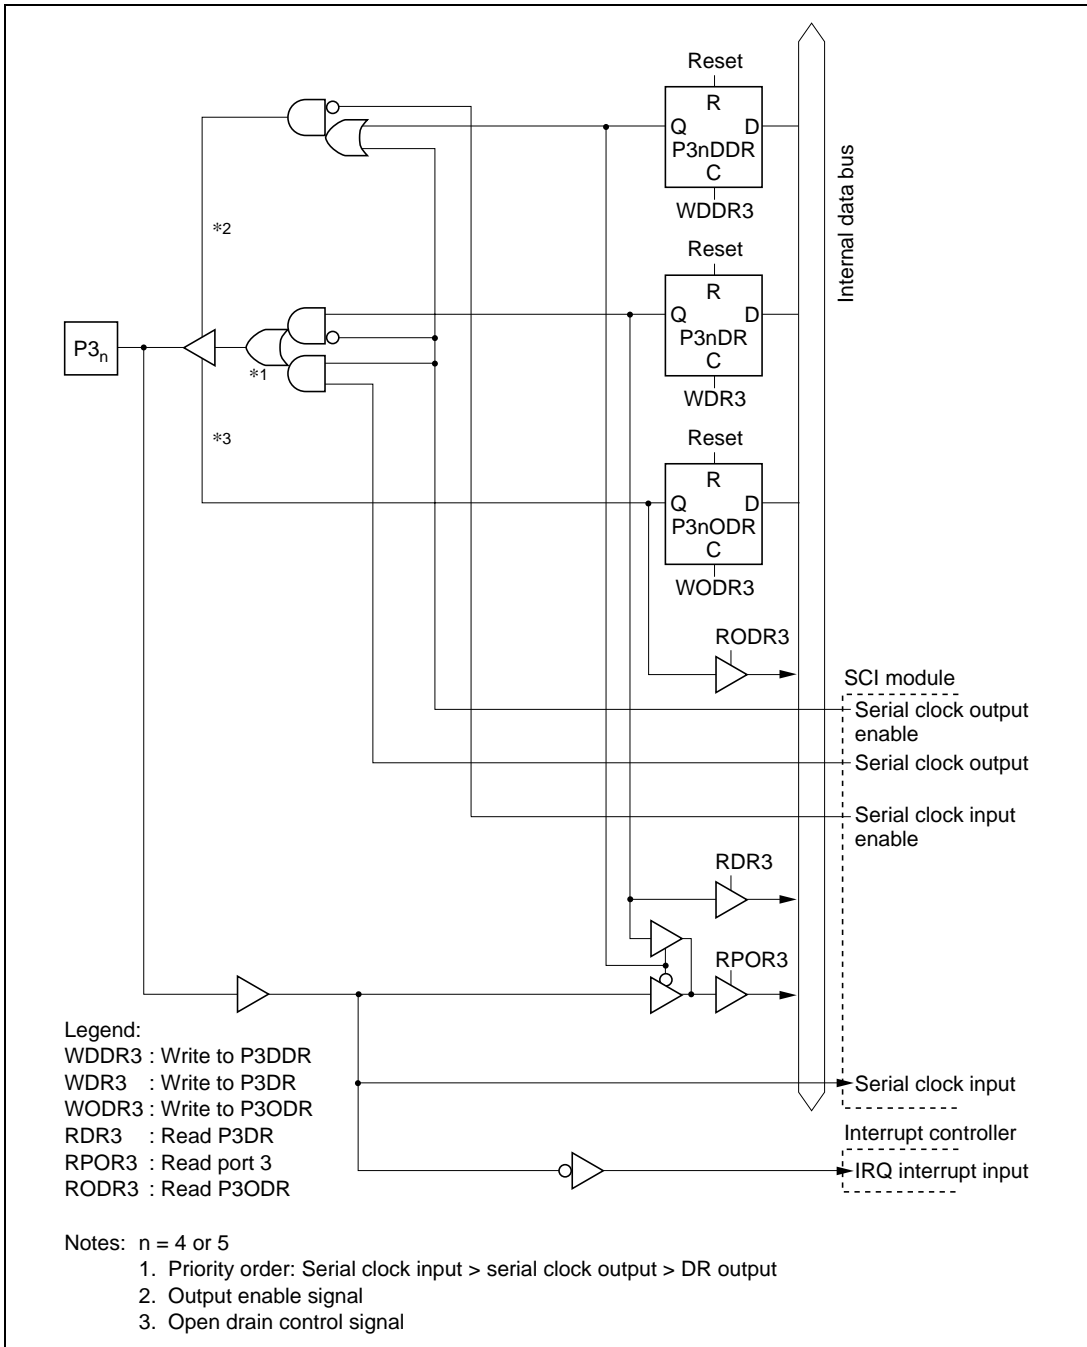 Reset
R
Q D
P3nDDR
C
WDDR3
Internal data bus
*2
Reset
R
Q D
P3nDR
C
WDR3
P3n
*1
*3
Reset
R
Q D
P3nODR
C
WODR3
RODR3
SCI module
Serial clock output
enable
Serial clock output
Serial clock input
enable
RDR3
RPOR3
Serial clock input
Interrupt controller
IRQ interrupt input
Legend:
WDDR3 : Write to P3DDR
WDR3 : Write to P3DR
WODR3 : Write to P3ODR
RDR3 : Read P3DR
RPOR3 : Read port 3
RODR3 : Read P3ODR
Notes: n = 4 or 5
1. Priority order: Serial clock input > serial clock output > DR output
2. Output enable signal
3. Open drain control signal